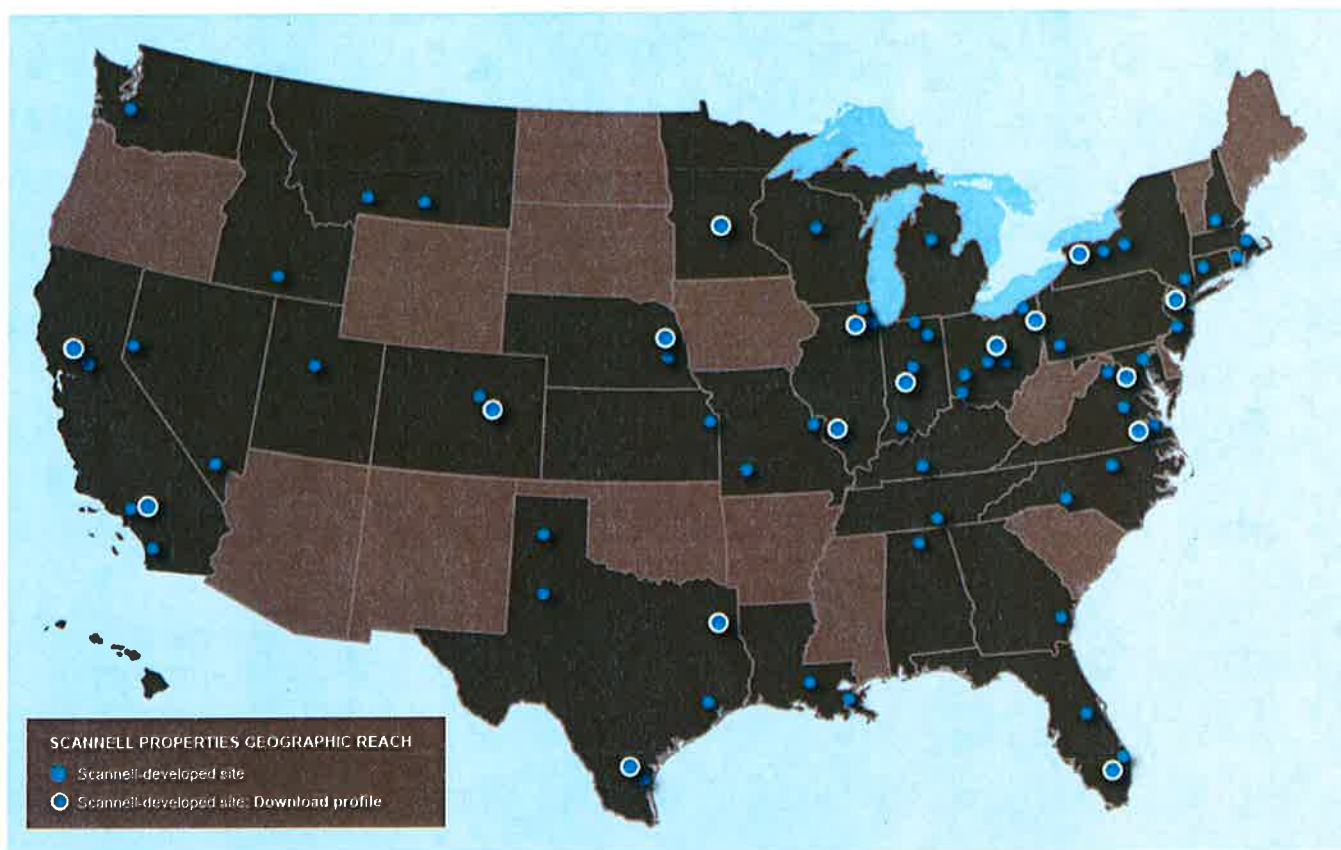 SCANNELL PROPERTIES GEOGRAPHIC REACH
Scannell-developed site
Scannell-developed site: Download profile